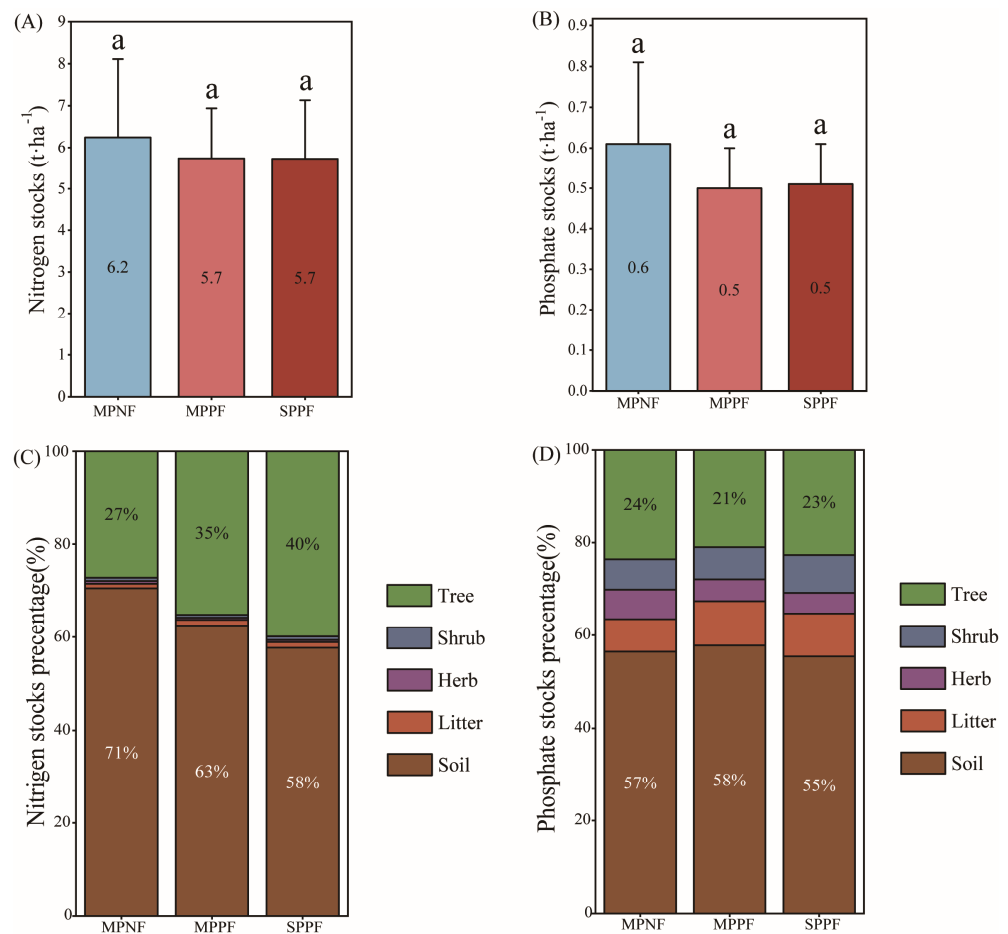 (A)
Nitrogen stocks (t·ha⁻¹)
9
8
7
6
5
4
3
2
1
0
a
a
a
6.2
5.7
5.7
MPNF
MPPF
SPPF
(B)
Phosphate stocks (t·ha⁻¹)
0.9
0.8
0.7
0.6
0.5
0.4
0.3
0.2
0.1
0.0
a
a
a
0.6
0.5
0.5
MPNF
MPPF
SPPF
(C)
Nitrigen stocks precentage(%)
100
80
60
40
20
0
27%
35%
40%
71%
63%
58%
MPNF
MPPF
SPPF
Tree
Shrub
Herb
Litter
Soil
(D)
Phosphate stocks precentage(%)
100
80
60
40
20
0
24%
21%
23%
57%
58%
55%
MPNF
MPPF
SPPF
Tree
Shrub
Herb
Litter
Soil